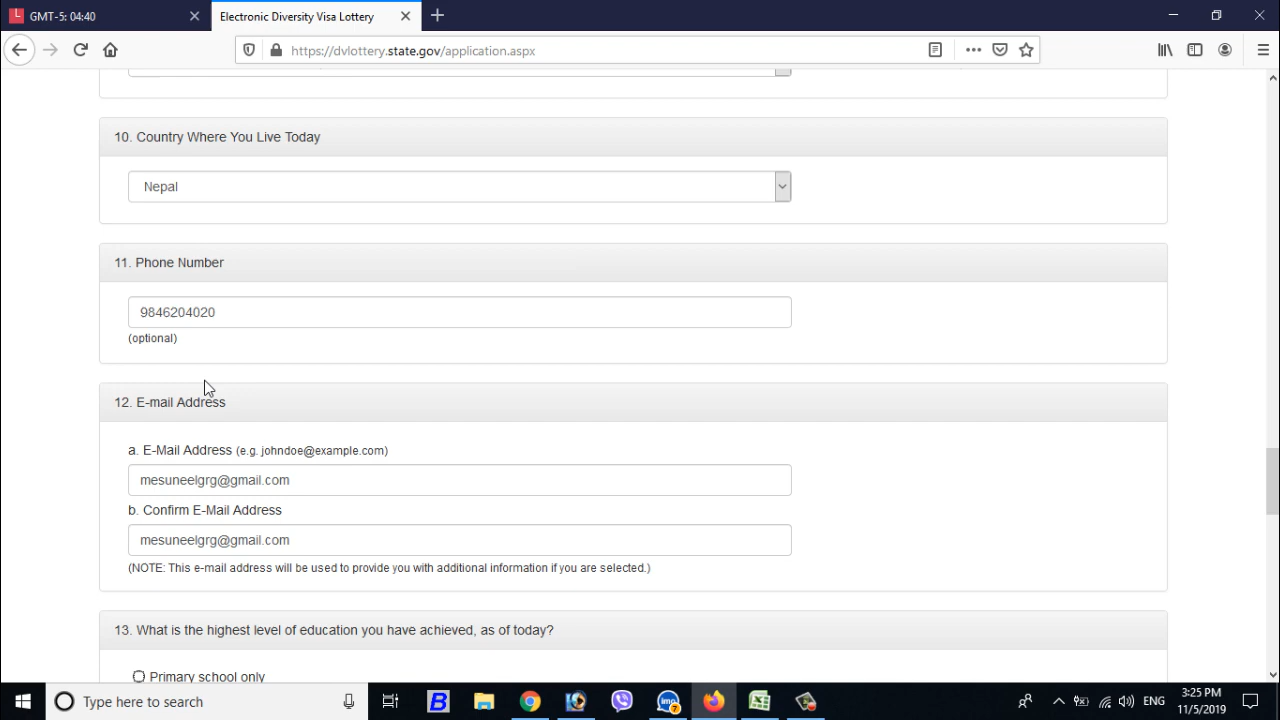 GMT-5: 04:40
Electronic Diversity Visa Lottery
https://dvlottery.state.gov/application.aspx
10. Country Where You Live Today
Nepal
11. Phone Number
9846204020
(optional)
12. E-mail Address
a. E-Mail Address (e.g. johndoe@example.com)
mesuneelgrg@gmail.com
b. Confirm E-Mail Address
mesuneelgrg@gmail.com
(NOTE: This e-mail address will be used to provide you with additional information if you are selected.)
13. What is the highest level of education you have achieved, as of today?
Primary school only
Type here to search
B
imo
7
ENG
3:25 PM
11/5/2019